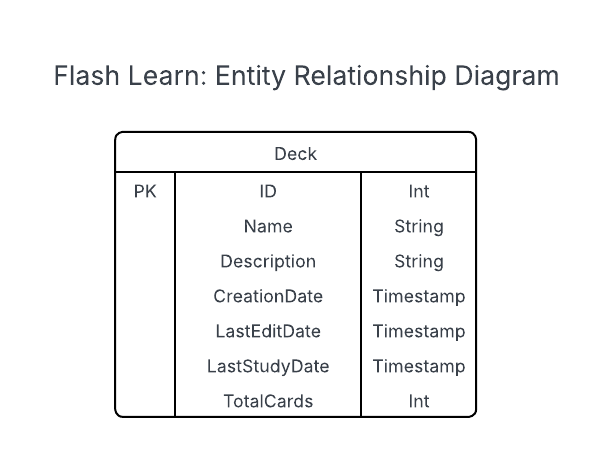 Flash Learn: Entity Relationship Diagram
Deck
PK ID Int
Name String
Description String
CreationDate Timestamp
LastEditDate Timestamp
LastStudyDate Timestamp
TotalCards Int